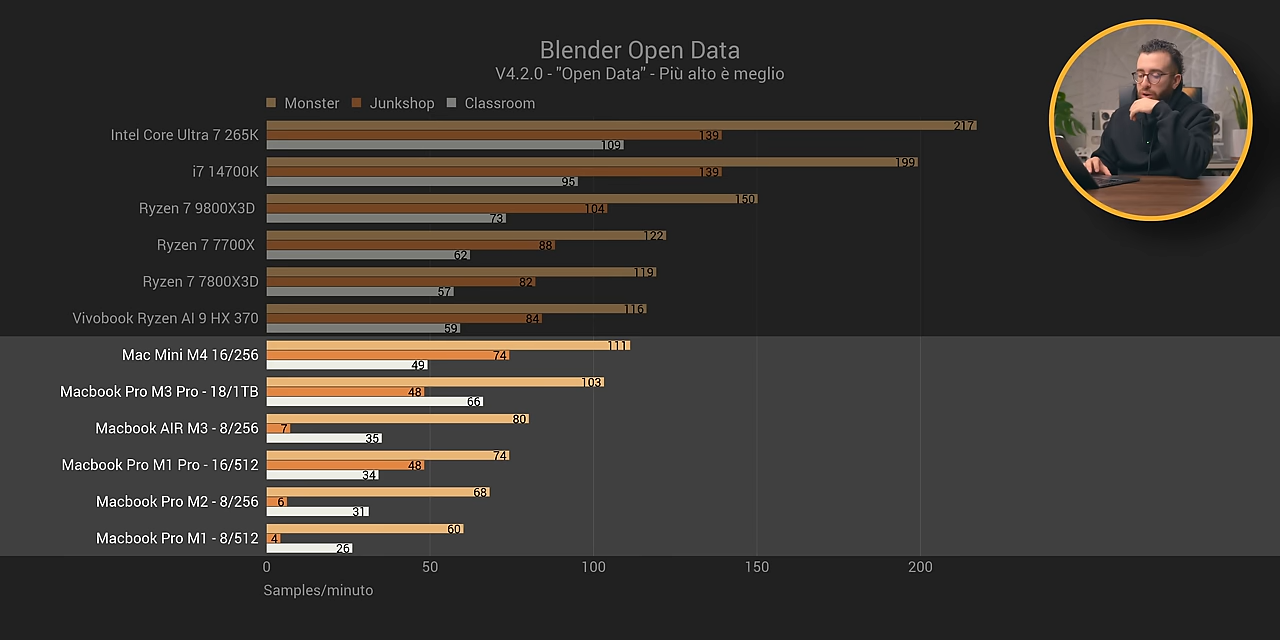 Blender Open Data
V4.2.0 - "Open Data" - Più alto è meglio
Monster Junkshop Classroom
Intel Core Ultra 7 265K 217 139 109
i7 14700K 199 139 95
Ryzen 7 9800X3D 150 104 73
Ryzen 7 7700X 122 88 62
Ryzen 7 7800X3D 119 82 57
Vivobook Ryzen AI 9 HX 370 116 84 59
Mac Mini M4 16/256 111 74 49
Macbook Pro M3 Pro - 18/1TB 103 48 66
Macbook AIR M3 - 8/256 80 7 35
Macbook Pro M1 Pro - 16/512 74 48 34
Macbook Pro M2 - 8/256 68 6 31
Macbook Pro M1 - 8/512 60 4 26
0 50 100 150 200
Samples/minuto